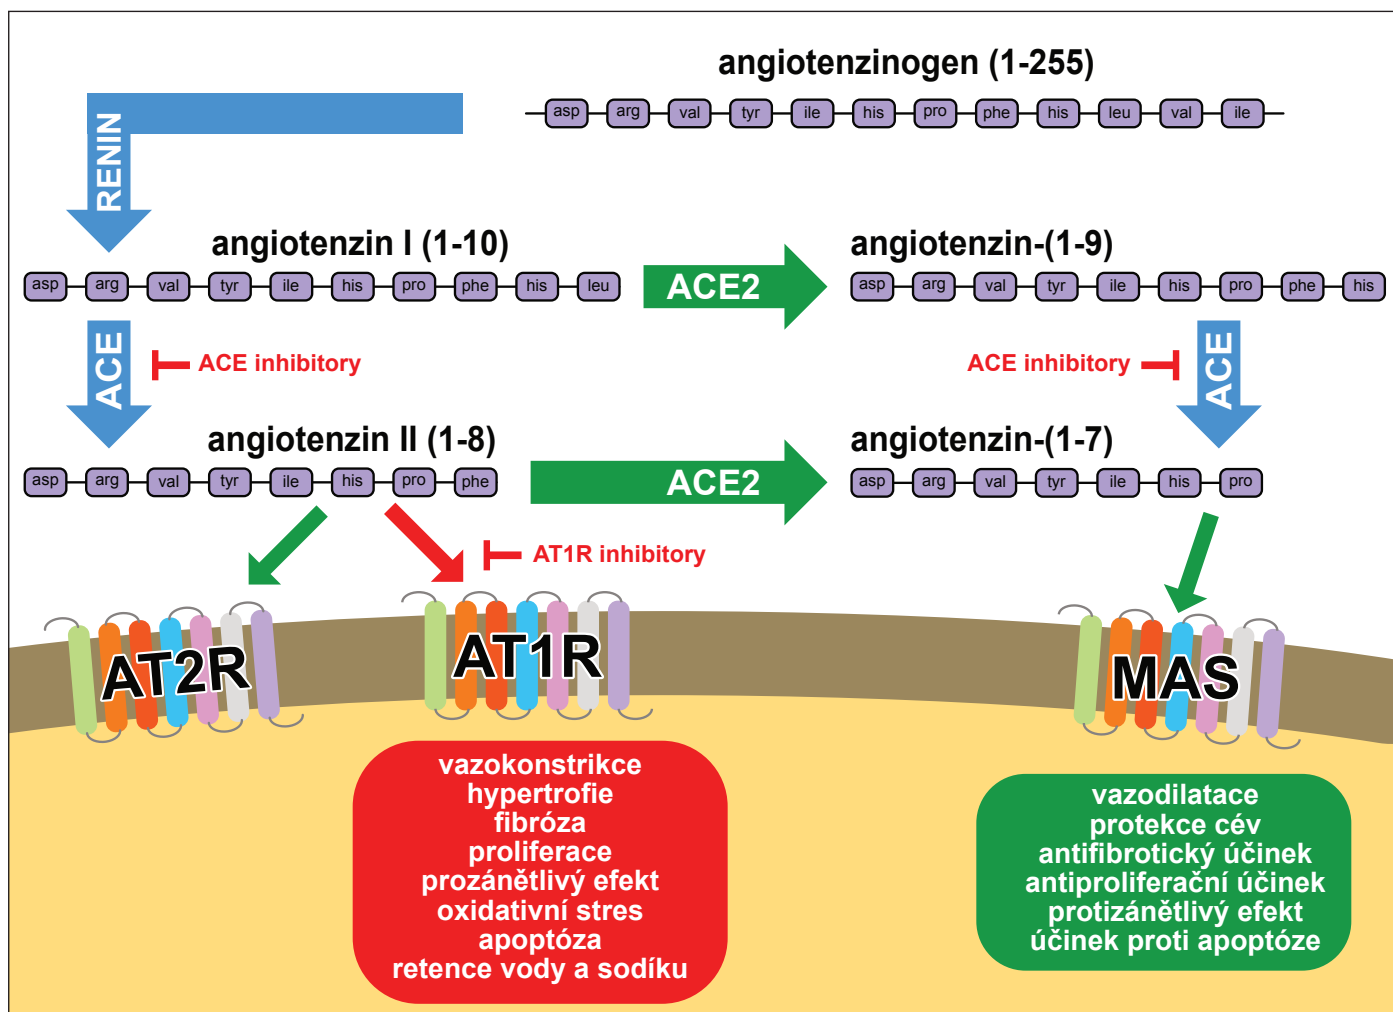 angiotenzinogen (1-255)
asp arg val tyr ile his pro phe his leu val ile
RENIN
angiotenzin I (1-10)
asp arg val tyr ile his pro phe his leu
ACE2
angiotenzin-(1-9)
asp arg val tyr ile his pro phe his
ACE
ACE inhibitory
ACE inhibitory
ACE
angiotenzin II (1-8)
asp arg val tyr ile his pro phe
ACE2
angiotenzin-(1-7)
asp arg val tyr ile his pro
AT1R inhibitory
AT2R
AT1R
MAS
vazokonstrikce
hypertrofie
fibróza
proliferace
prozánětlivý efekt
oxidativní stres
apoptóza
retence vody a sodíku
vazodilatace
protekce cév
antifibrotický účinek
antiproliferační účinek
protizánětlivý efekt
účinek proti apoptóze